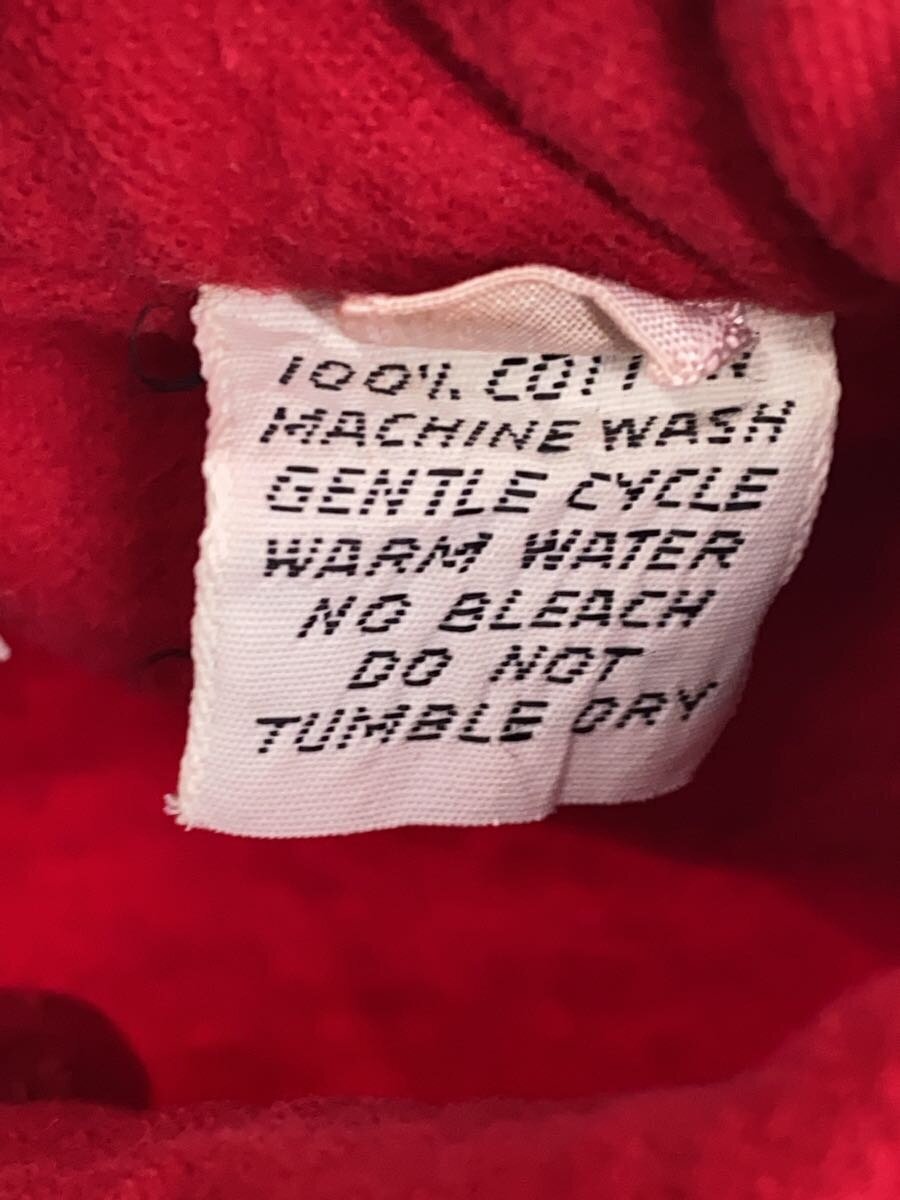 100% COTTON
MACHINE WASH
GENTLE CYCLE
WARM WATER
NO BLEACH
DO NOT
TUMBLE DRY